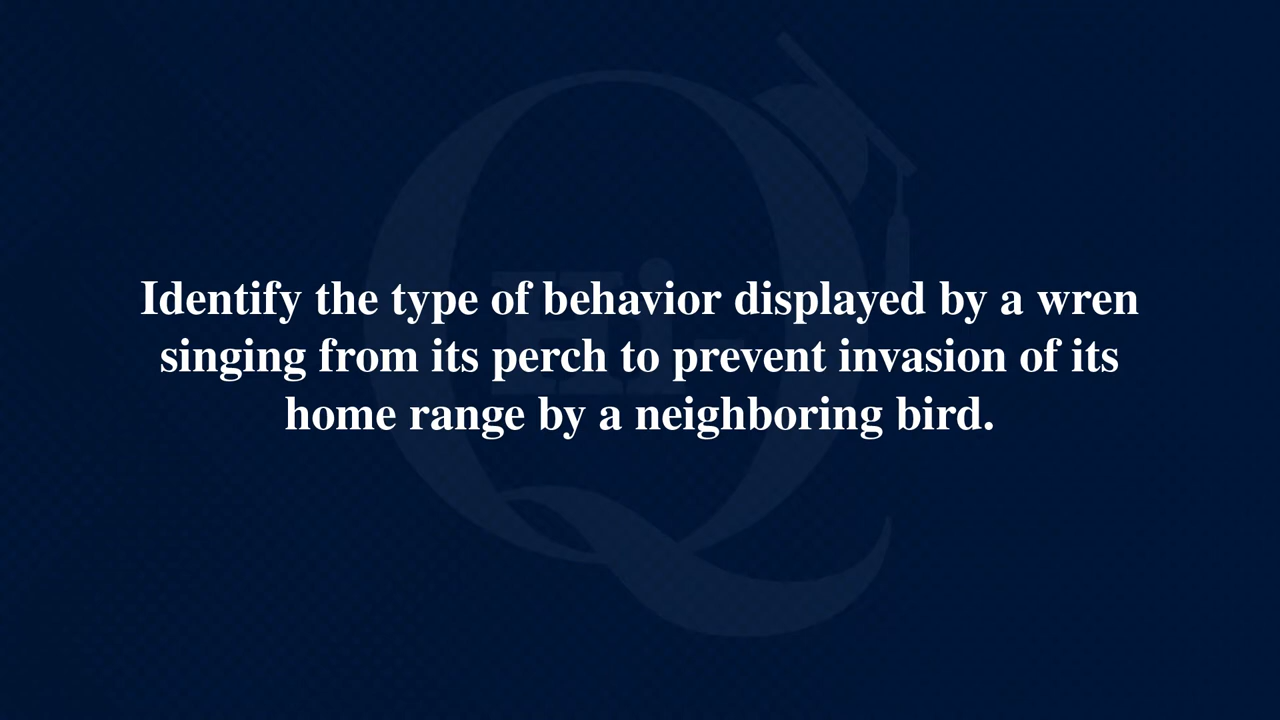 Identify the type of behavior displayed by a wren
singing from its perch to prevent invasion of its
home range by a neighboring bird.
Hi-